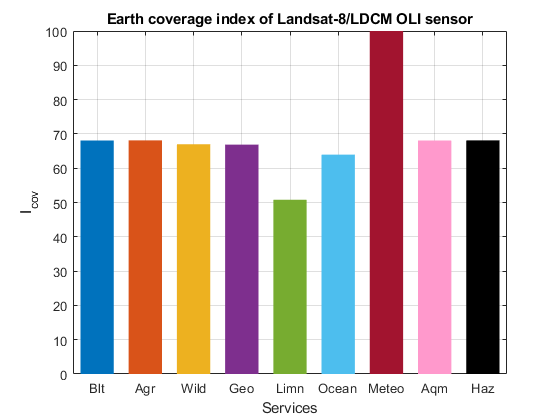 Earth coverage index of Landsat-8/LDCM OLI sensor
100
90
80
70
60
50
40
30
20
10
0
I_cov
Blt Agr Wild Geo Limn Ocean Meteo Aqm Haz
Services